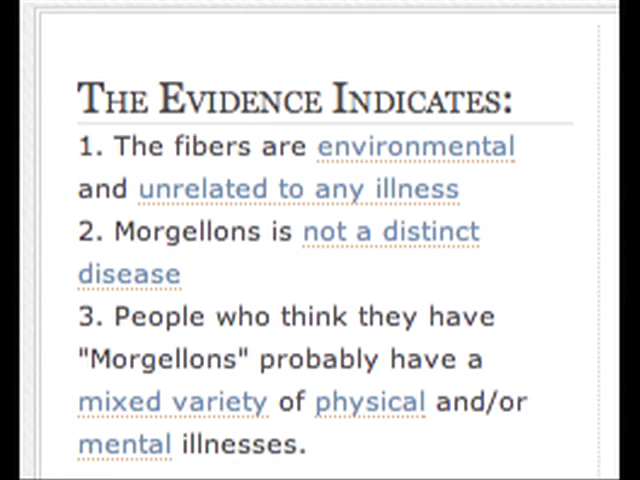 THE EVIDENCE INDICATES:
1. The fibers are environmental
and unrelated to any illness
2. Morgellons is not a distinct
disease
3. People who think they have
"Morgellons" probably have a
mixed variety of physical and/or
mental illnesses.